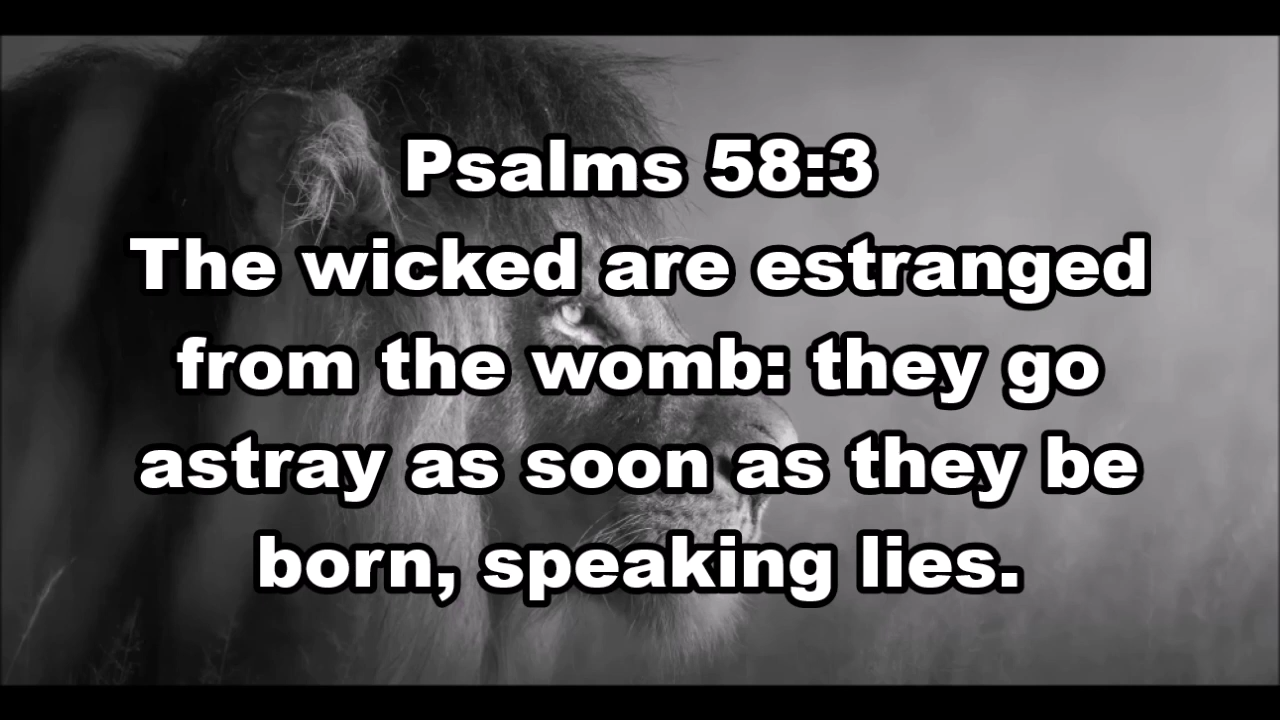 Psalms 58:3
The wicked are estranged
from the womb: they go
astray as soon as they be
born, speaking lies.